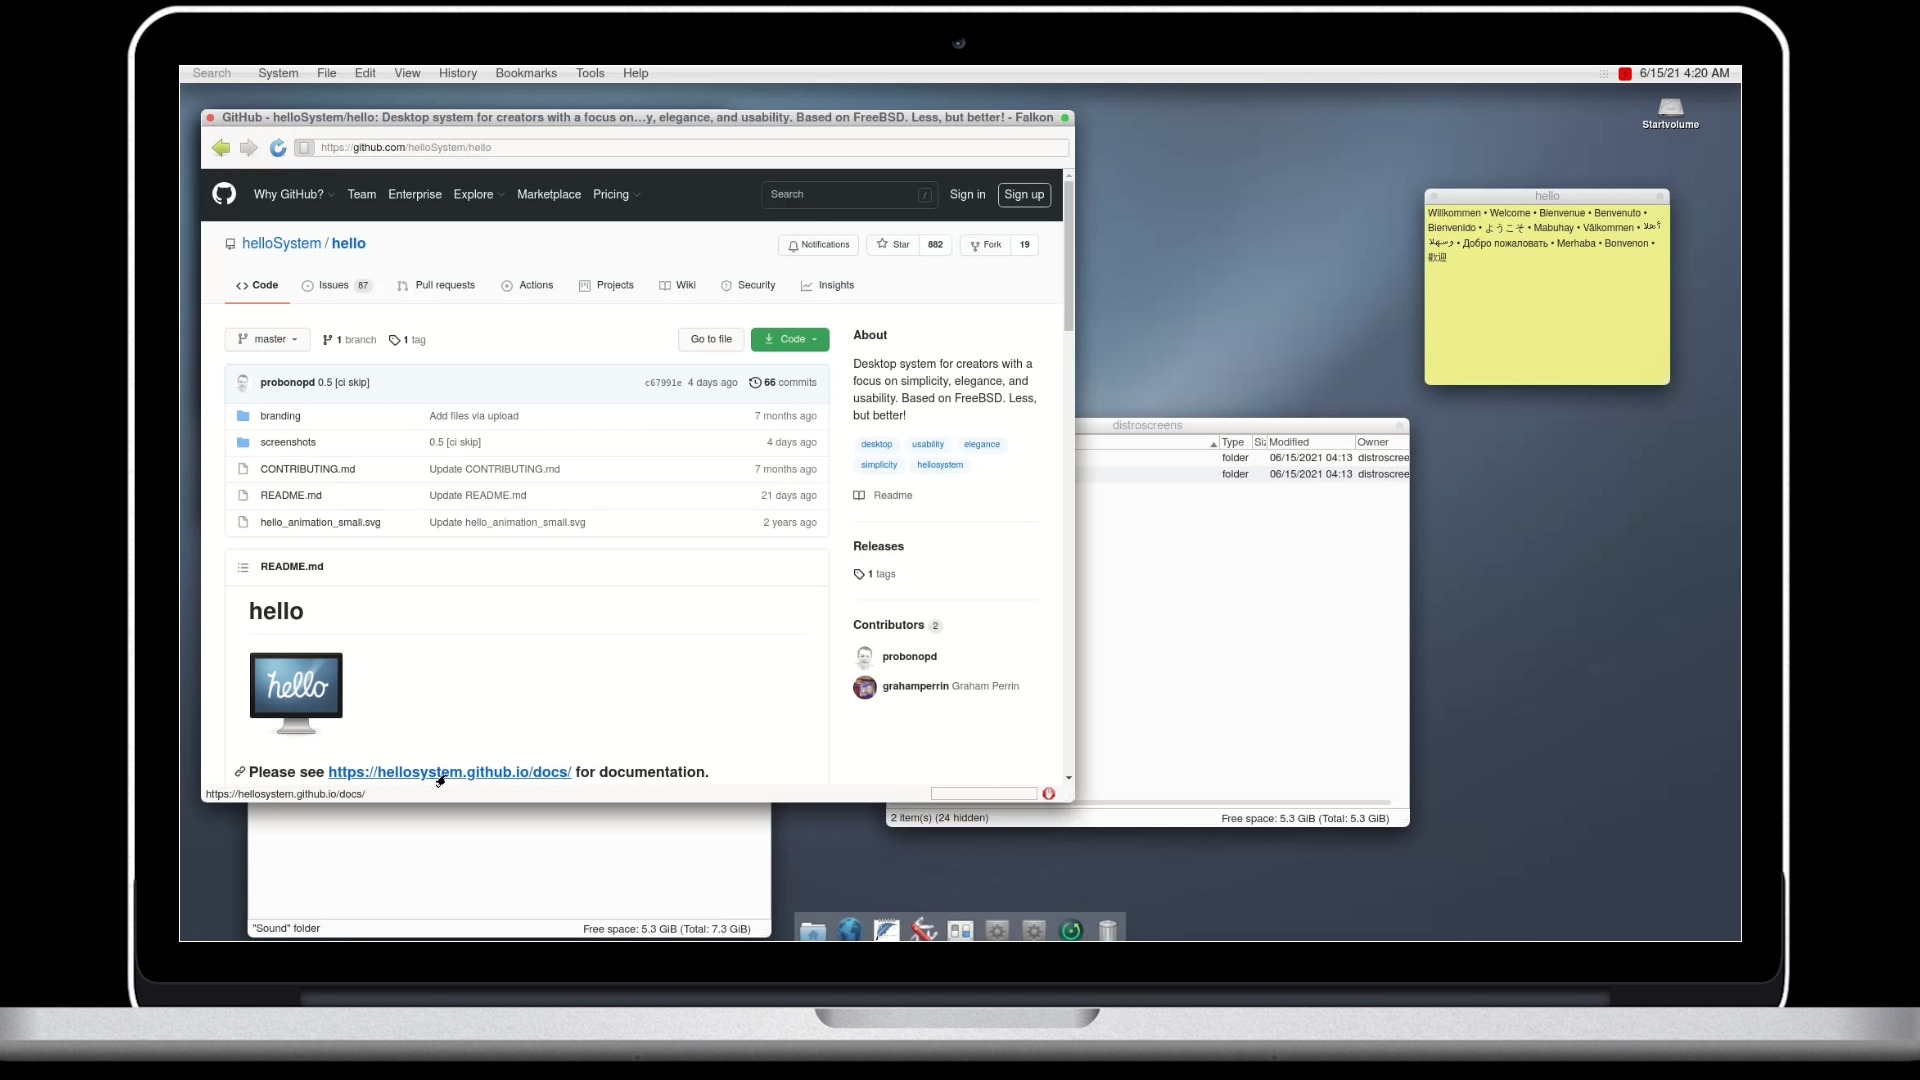 Search System File Edit View History Bookmarks Tools Help 6/15/21 4:20 AM
Startvolume
GitHub - helloSystem/hello: Desktop system for creators with a focus on...y, elegance, and usability. Based on FreeBSD. Less, but better! - Falkon
https://github.com/helloSystem/hello
Why GitHub? Team Enterprise Explore Marketplace Pricing Search / Sign in Sign up
helloSystem / hello Notifications Star 882 Fork 19
Code Issues 87 Pull requests Actions Projects Wiki Security Insights
master 1 branch 1 tag Go to file Code
probonopd 0.5 [ci skip] c67991e 4 days ago 66 commits
branding Add files via upload 7 months ago
screenshots 0.5 [ci skip] 4 days ago
CONTRIBUTING.md Update CONTRIBUTING.md 7 months ago
README.md Update README.md 21 days ago
hello_animation_small.svg Update hello_animation_small.svg 2 years ago
README.md
hello
hello
Please see https://hellosystem.github.io/docs/ for documentation.
https://hellosystem.github.io/docs/
About
Desktop system for creators with a
focus on simplicity, elegance, and
usability. Based on FreeBSD. Less,
but better!
desktop usability elegance
simplicity hellosystem
Readme
Releases
1 tags
Contributors 2
probonopd
grahamperrin Graham Perrin
hello
Willkommen • Welcome • Bienvenue • Benvenuto •
Bienvenido • ようこそ • Mabuhay • Välkommen • أهلا
وسهلا • Добро пожаловать • Merhaba • Bonvenon •
歡迎
distroscreens
Type Siz Modified Owner
folder 06/15/2021 04:13 distroscree
folder 06/15/2021 04:13 distroscree
2 item(s) (24 hidden) Free space: 5.3 GiB (Total: 5.3 GiB)
"Sound" folder Free space: 5.3 GiB (Total: 7.3 GiB)